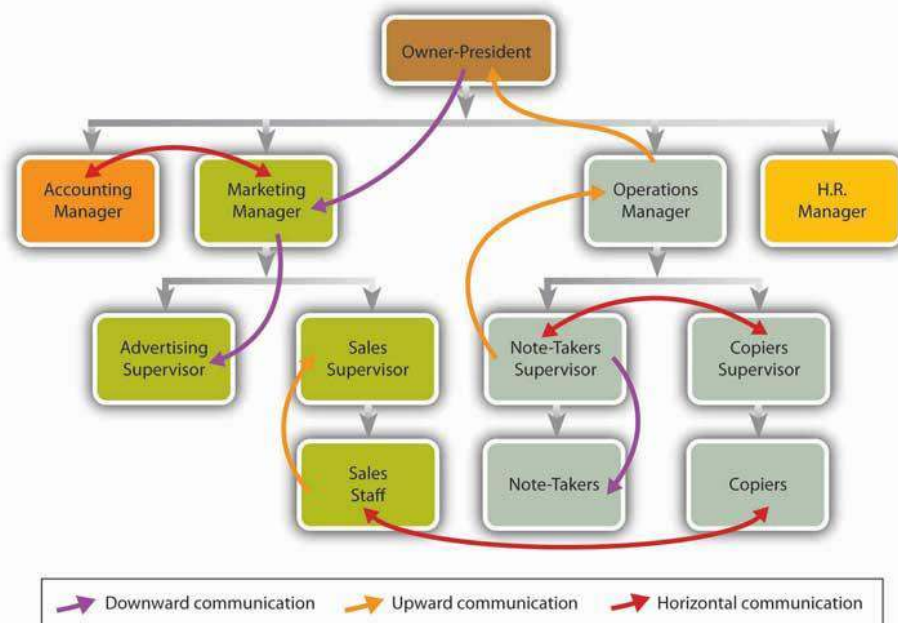 Owner-President
Accounting
Manager
Marketing
Manager
Operations
Manager
H.R.
Manager
Advertising
Supervisor
Sales
Supervisor
Note-Takers
Supervisor
Copiers
Supervisor
Sales
Staff
Note-Takers
Copiers
Downward communication
Upward communication
Horizontal communication